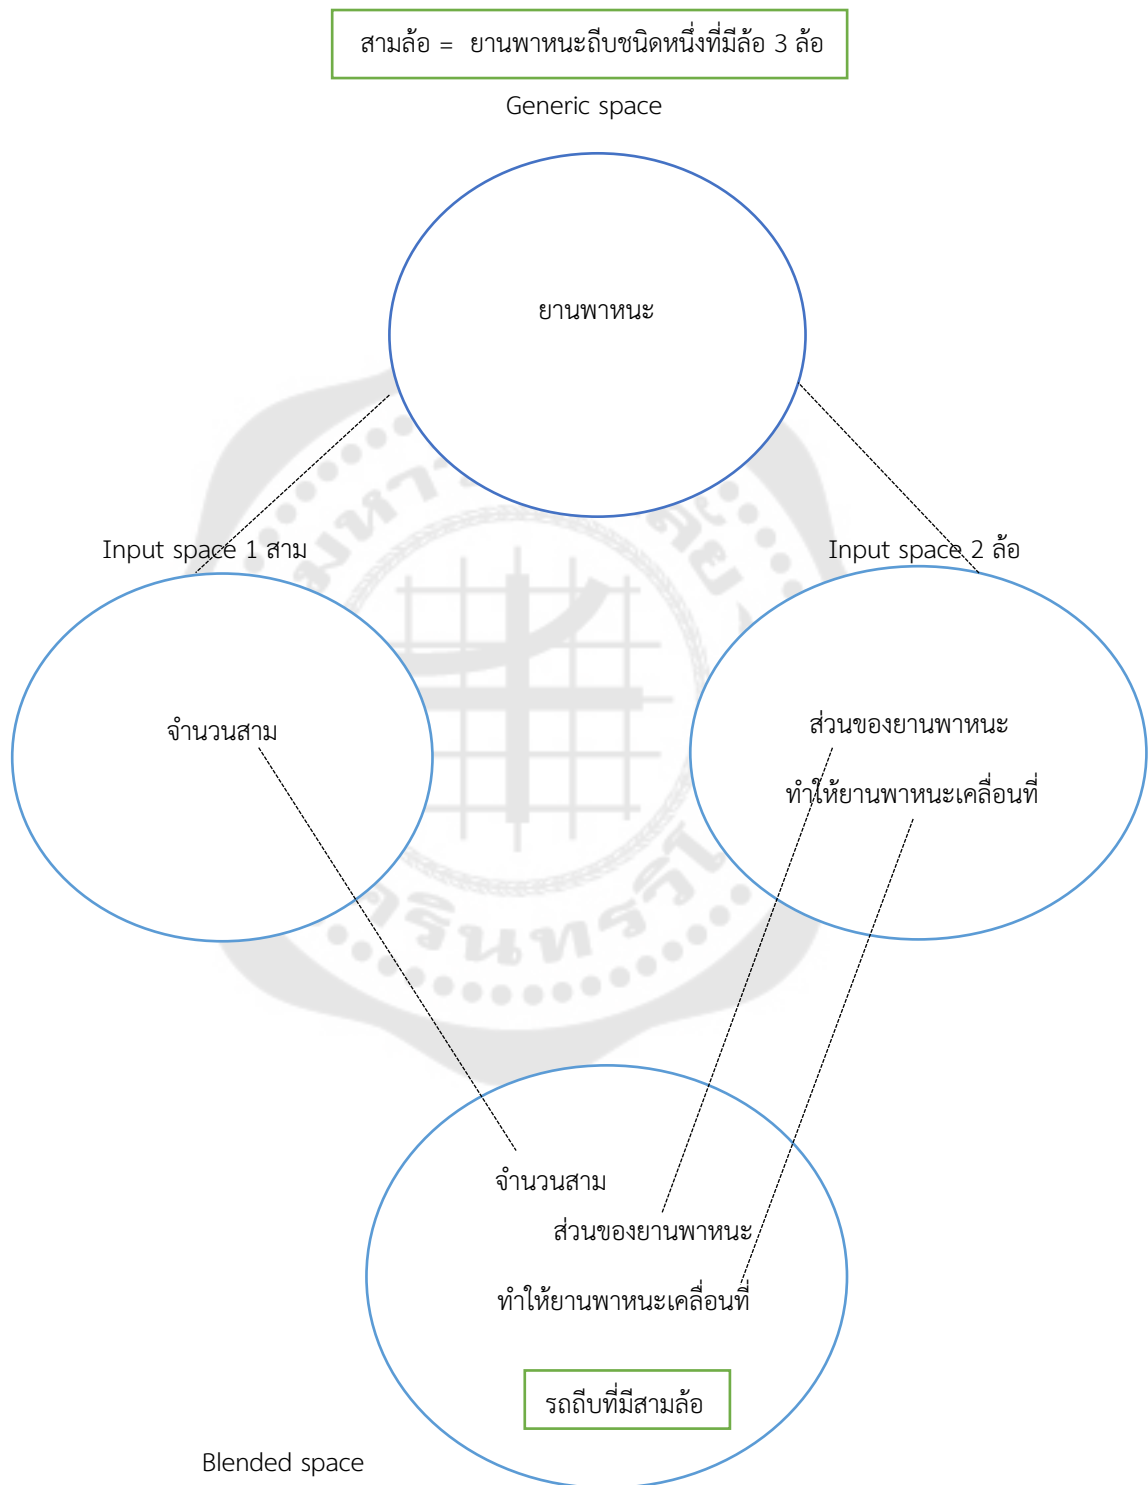 สามล้อ = ยานพาหนะถีบชนิดหนึ่งที่มีล้อ 3 ล้อ
Generic space
ยานพาหนะ
Input space 1 สาม
Input space 2 ล้อ
จำนวนสาม
ส่วนของยานพาหนะ
ทำให้ยานพาหนะเคลื่อนที่
จำนวนสาม
ส่วนของยานพาหนะ
ทำให้ยานพาหนะเคลื่อนที่
รถถีบที่มีสามล้อ
Blended space